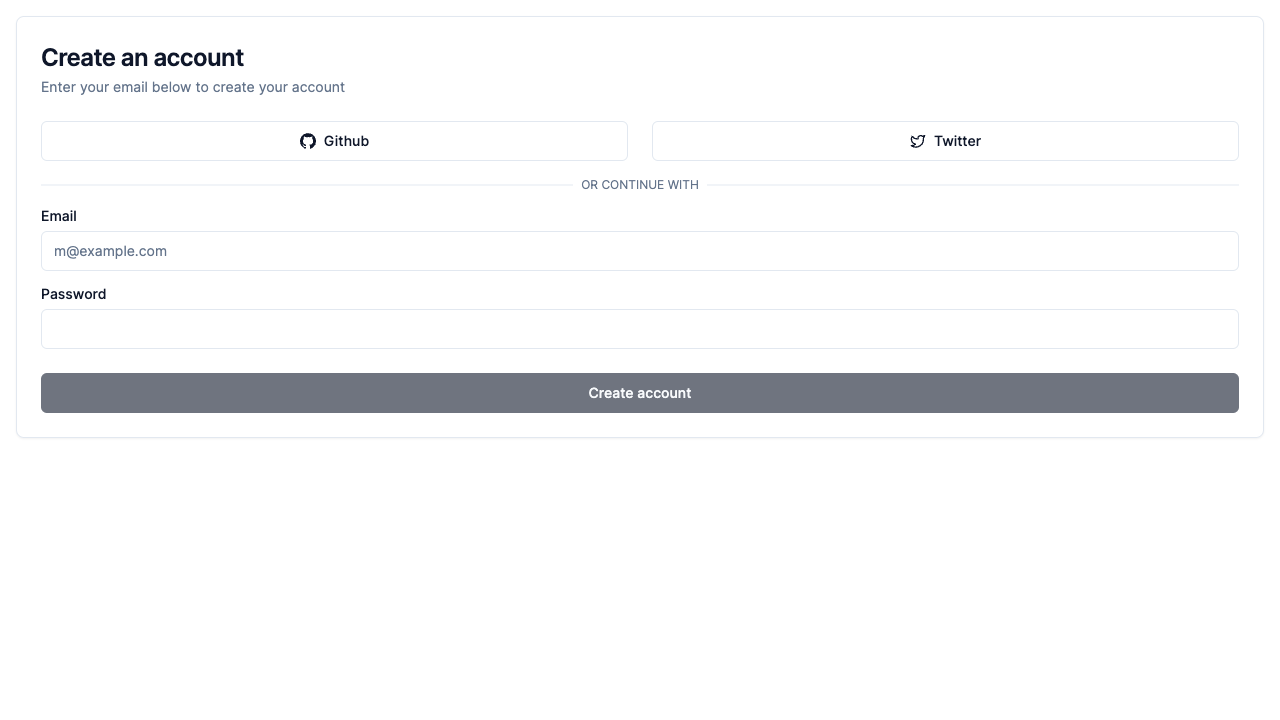 Create an account
Enter your email below to create your account
Github
Twitter
OR CONTINUE WITH
Email
m@example.com
Password
Create account